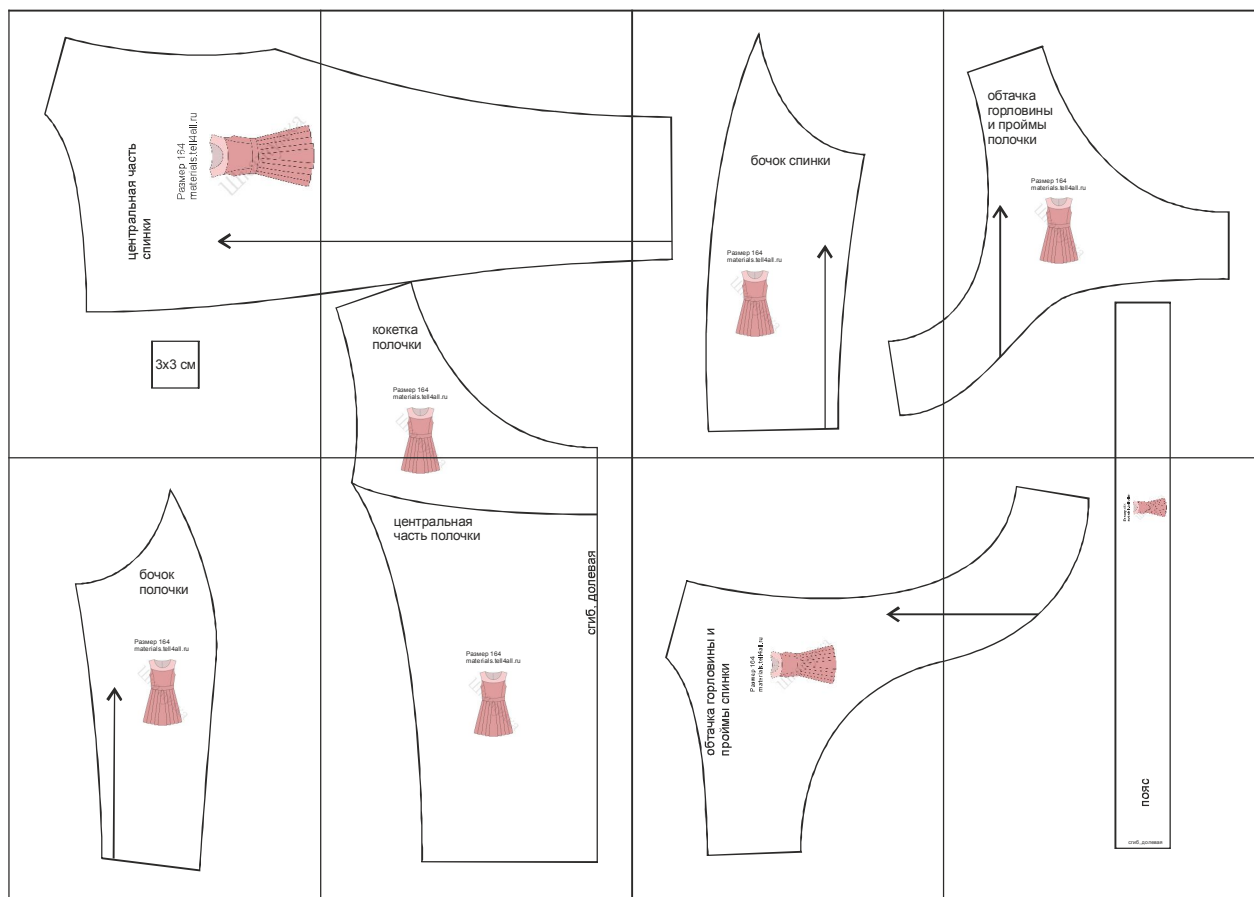 центральная часть
спинки
Размер 164
materials.tell4all.ru
3х3 см
кокетка
полочки
Размер 164
materials.tell4all.ru
бочок спинки
Размер 164
materials.tell4all.ru
обтачка
горловины
и проймы
полочки
Размер 164
materials.tell4all.ru
бочок
полочки
Размер 164
materials.tell4all.ru
центральная
часть полочки
сгиб, долевая
Размер 164
materials.tell4all.ru
обтачка горловины и
проймы спинки
Размер 164
materials.tell4all.ru
пояс
сгиб, долевая